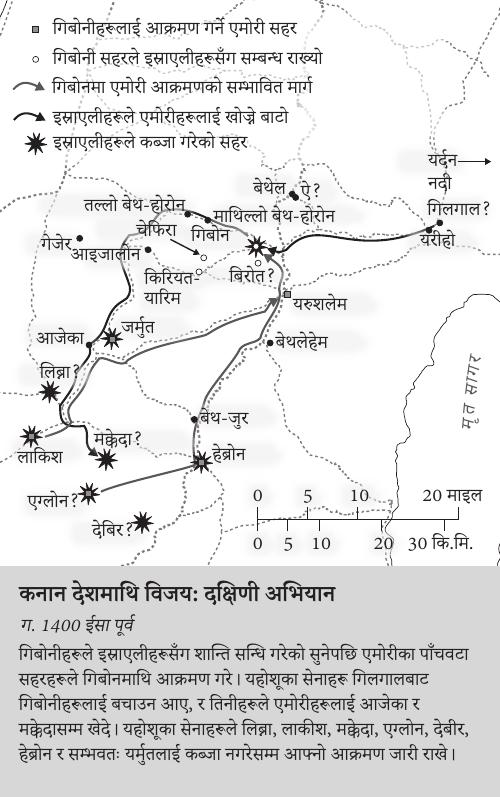 गिबोनीहरूलाई आक्रमण गर्ने एमोरी सहर
गिबोनी सहरले इस्राएलीहरूसँग सम्बन्ध राख्यो
गिबोनमा एमोरी आक्रमणको सम्भावित मार्ग
इस्राएलीहरूले एमोरीहरूलाई खोज्ने बाटो
इस्राएलीहरूले कब्जा गरेको सहर
यर्दन
नदी
बेथेल
ऐ?
गिलगाल?
तल्लो बेथ-होरोन
माथिल्लो बेथ-होरोन
चेफिरा
गिबोन
यरीहो
गेजेर
आइजालोन
किरियत-
यारिम
बिरोत?
यरुशलेम
जर्मुत
आजेका
बेथलेहेम
लिब्ना?
मृत सागर
बेथ-जुर
मक्केदा?
लाकिश
हेब्रोन
एग्लोन?
देबिर?
0 5 10 20 माइल
0 5 10 20 30 कि.मि.
कनान देशमाथि विजय: दक्षिणी अभियान
ग. 1400 ईसा पूर्व
गिबोनीहरूले इस्राएलीहरूसँग शान्ति सन्धि गरेको सुनेपछि एमोरीका पाँचवटा
सहरहरूले गिबोनमाथि आक्रमण गरे। यहोशूका सेनाहरू गिलगालबाट
गिबोनीहरूलाई बचाउन आए, र तिनीहरूले एमोरीहरूलाई आजेका र
मक्केदासम्म खेदे। यहोशूका सेनाहरूले लिब्ना, लाकीश, मक्केदा, एग्लोन, देबीर,
हेब्रोन र सम्भवतः यर्मुतलाई कब्जा नगरेसम्म आफ्नो आक्रमण जारी राखे।